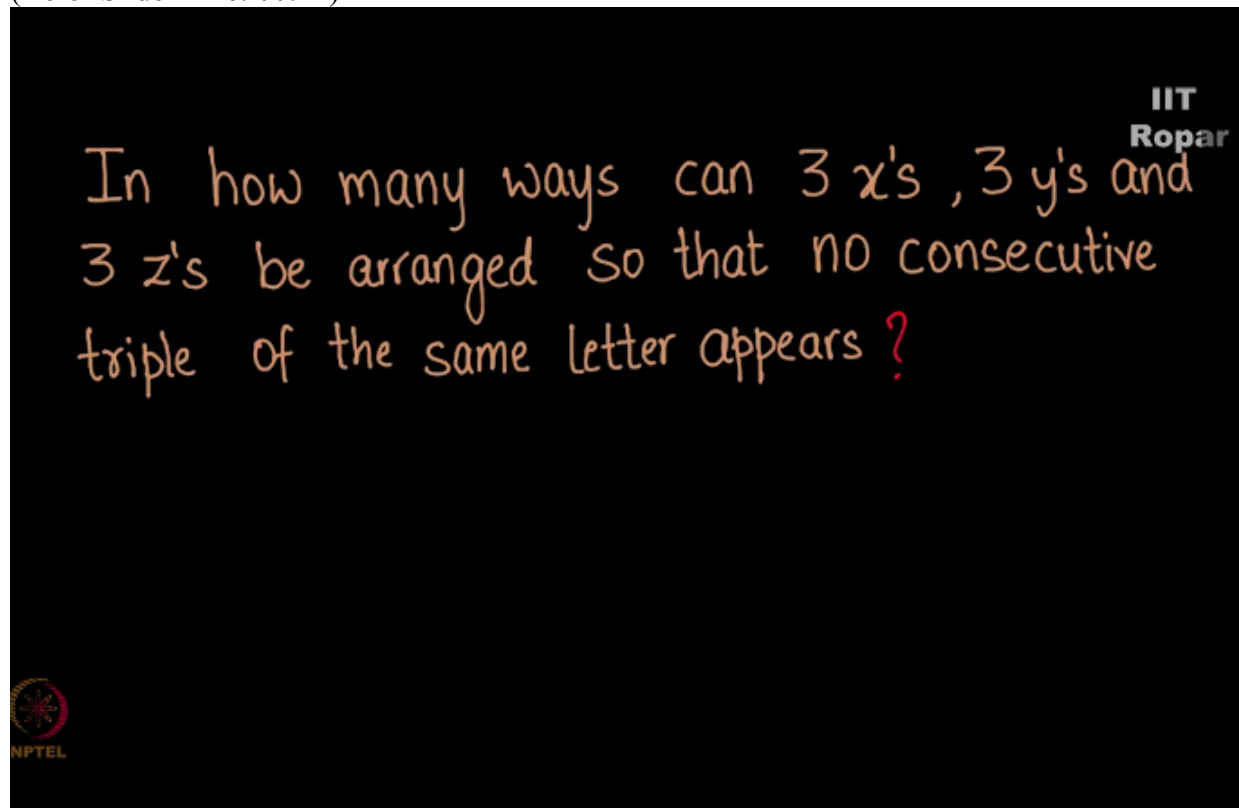 IIT
Ropar
In how many ways can 3 x's , 3 y's and
3 z's be arranged so that no consecutive
triple of the same letter appears ?
NPTEL